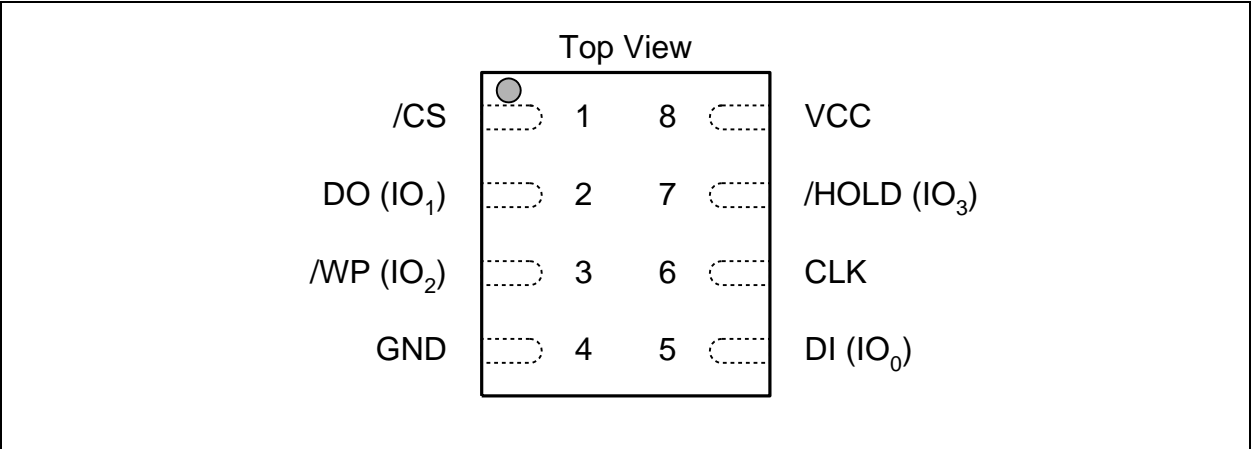 Top View
/CS 1 8 VCC
DO (IO₁) 2 7 /HOLD (IO₃)
/WP (IO₂) 3 6 CLK
GND 4 5 DI (IO₀)